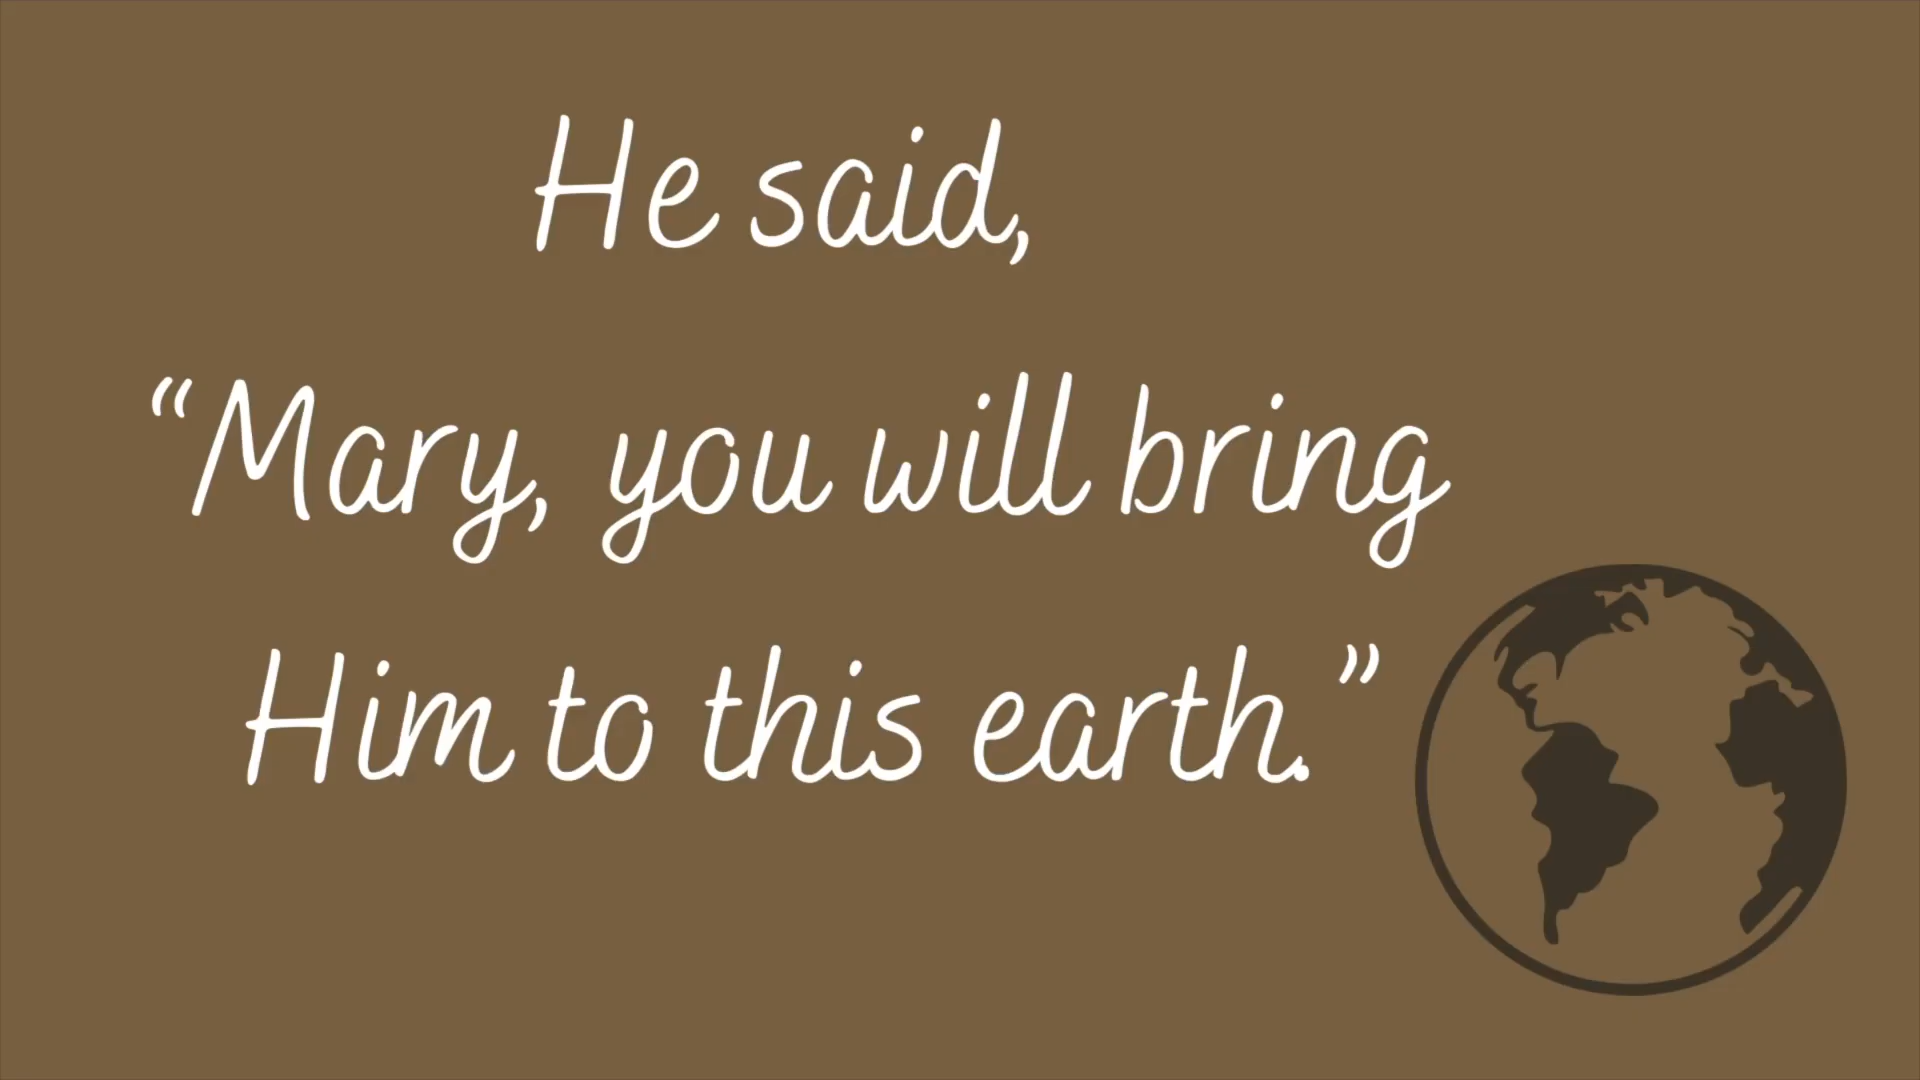 He said,
“Mary, you will bring
Him to this earth.”